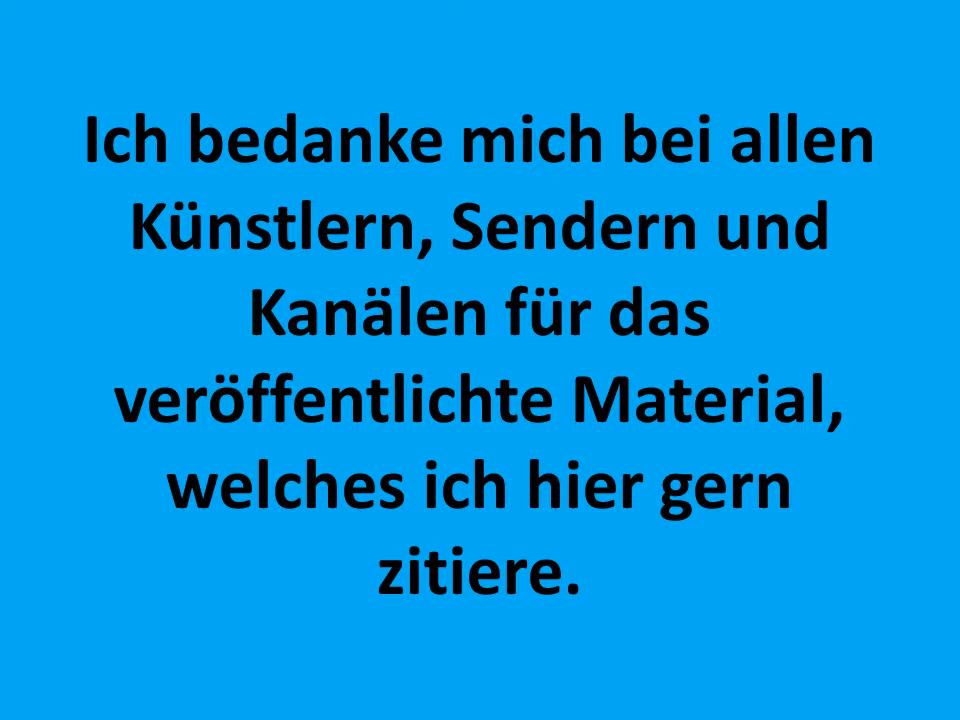 Ich bedanke mich bei allen
Künstlern, Sendern und
Kanälen für das
veröffentlichte Material,
welches ich hier gern
zitiere.